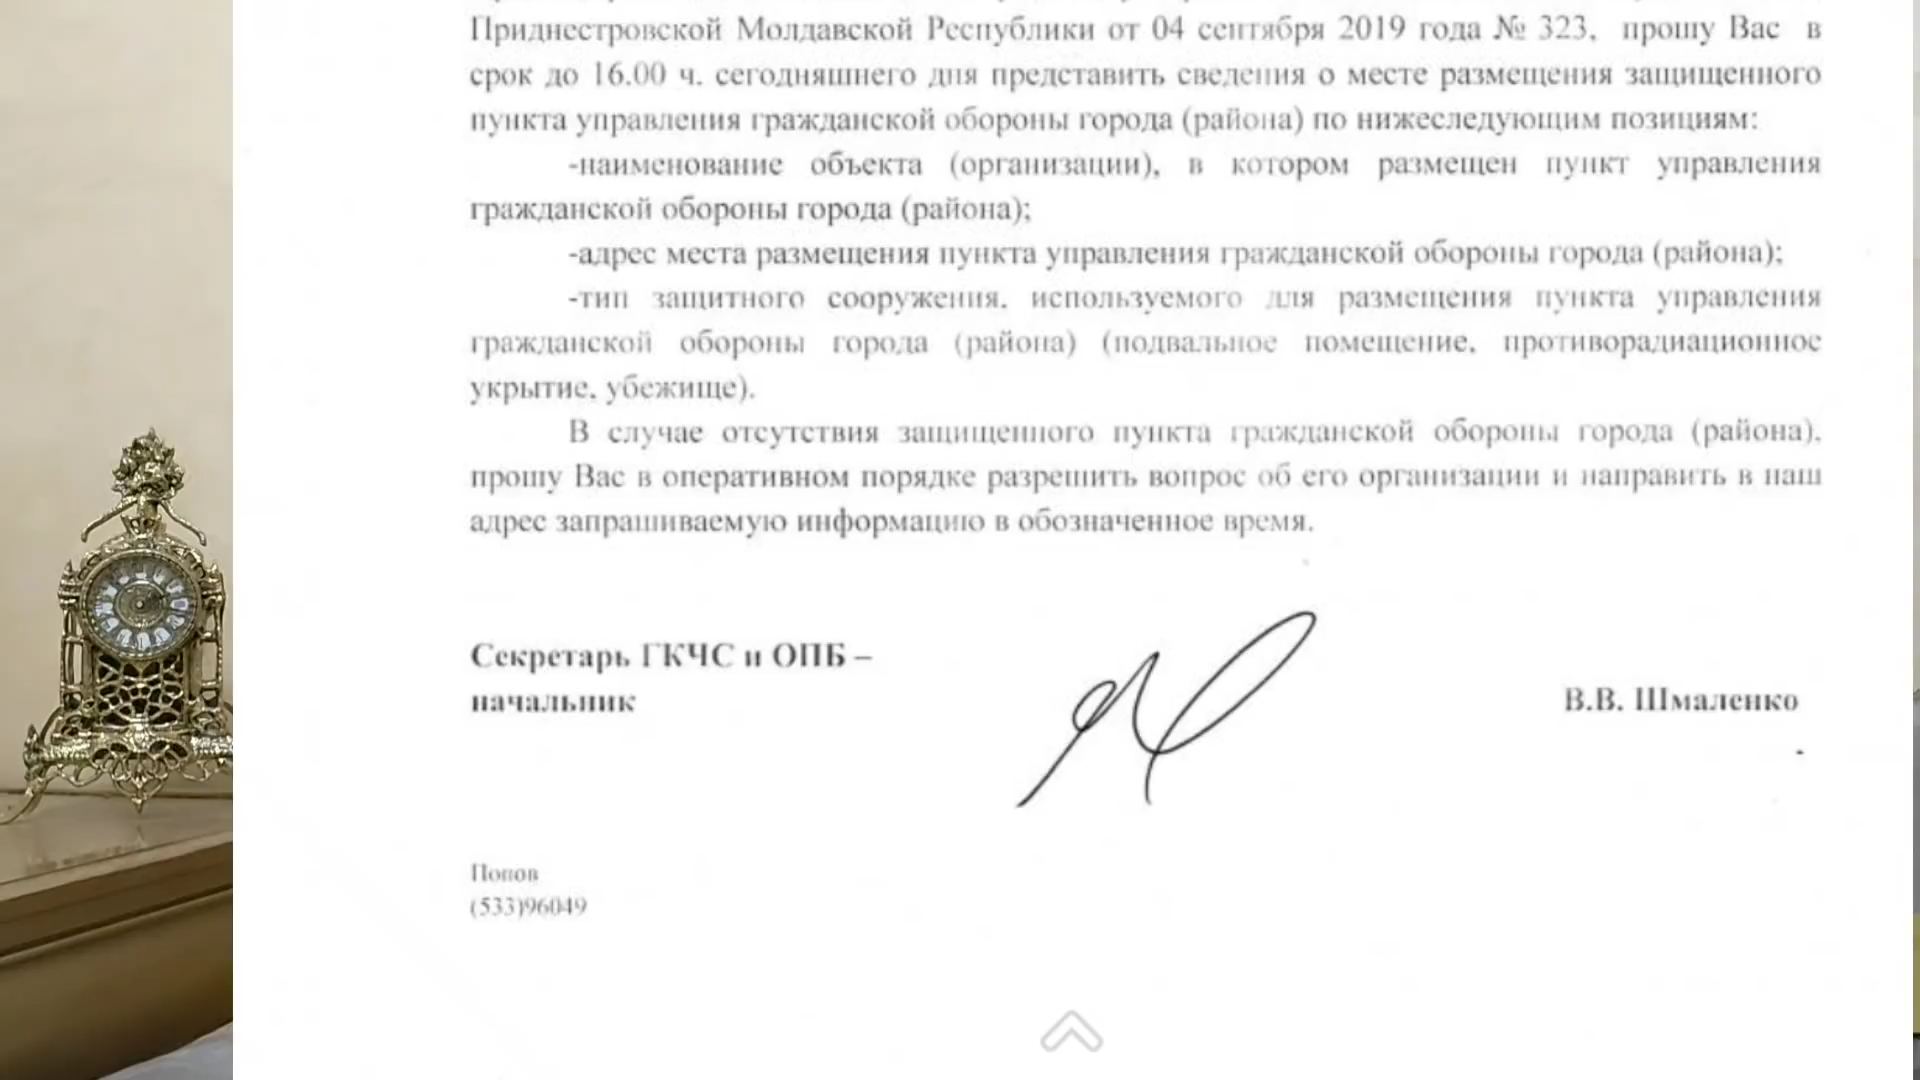 Приднестровской Молдавской Республики от 04 сентября 2019 года № 323, прошу Вас в
срок до 16.00 ч. сегодняшнего дня представить сведения о месте размещения защищенного
пункта управления гражданской обороны города (района) по нижеследующим позициям:
-наименование объекта (организации), в котором размещен пункт управления
гражданской обороны города (района);
-адрес места размещения пункта управления гражданской обороны города (района);
-тип защитного сооружения, используемого для размещения пункта управления
гражданской обороны города (района) (подвальное помещение, противорадиационное
укрытие, убежище).
В случае отсутствия защищенного пункта гражданской обороны города (района),
прошу Вас в оперативном порядке разрешить вопрос об его организации и направить в наш
адрес запрашиваемую информацию в обозначенное время.
Секретарь ГКЧС и ОПБ –
начальник
В.В. Шмаленко
Попов
(533)96049